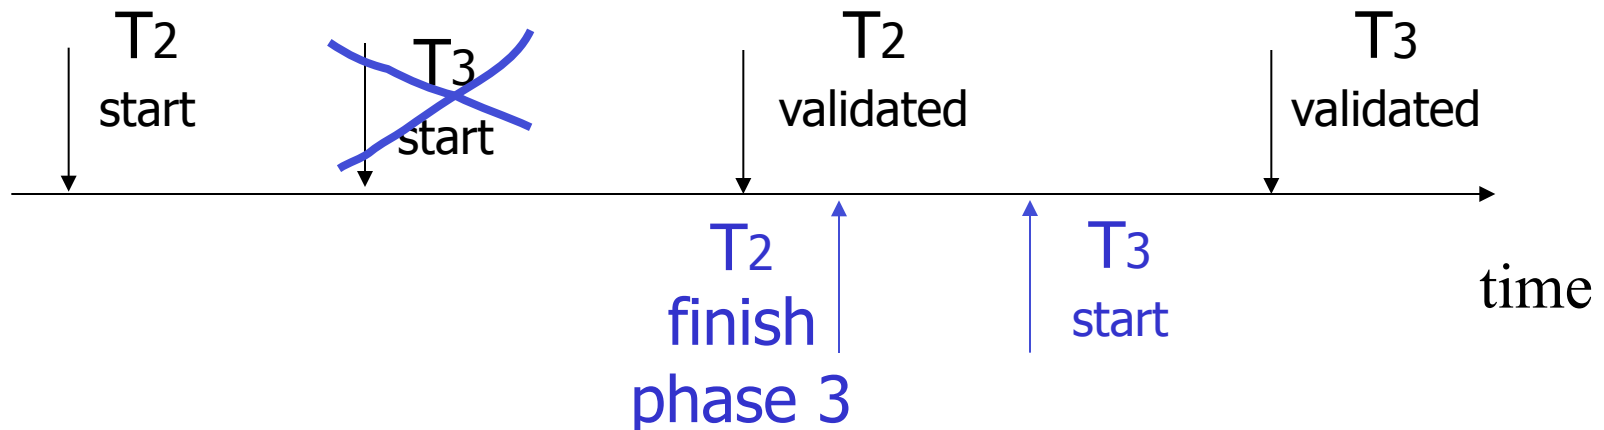 T2
start
T3
start
T2
validated
T3
validated
T2
finish
phase 3
T3
start
time